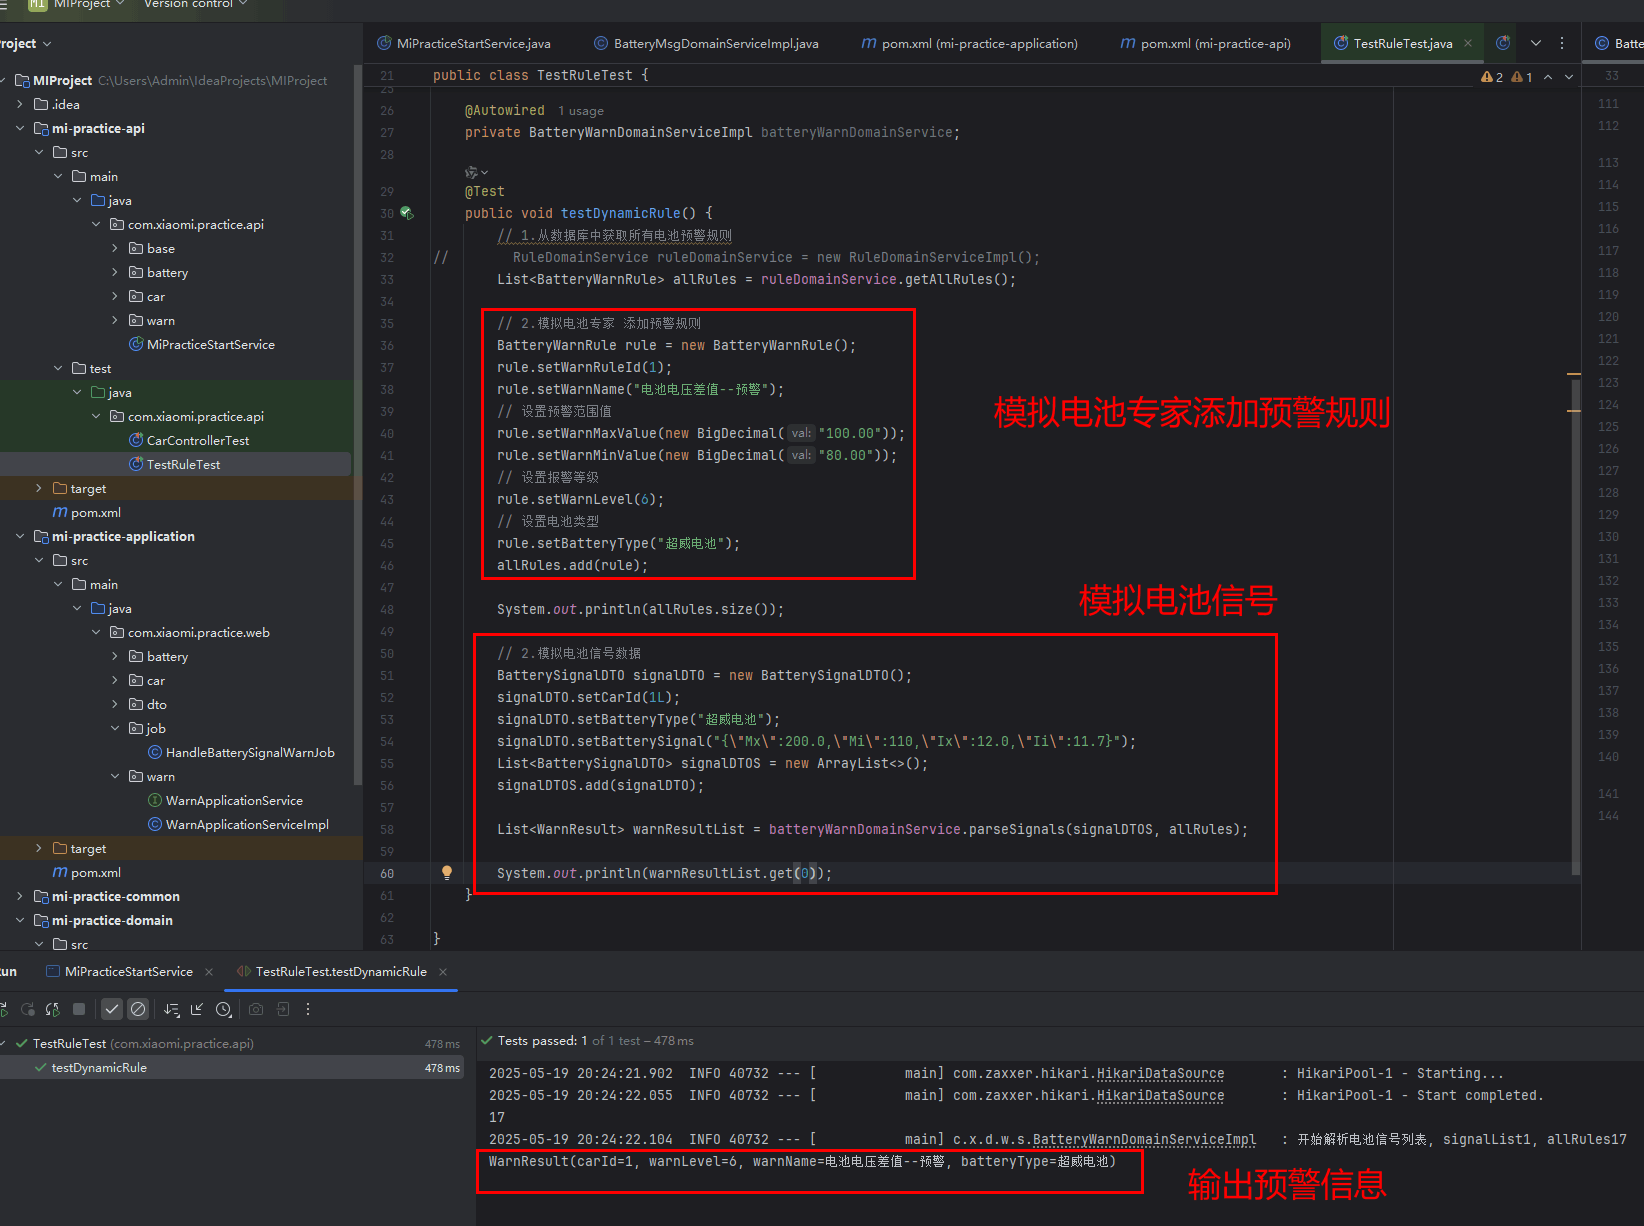 MI MIProject Version control
Project
MiPracticeStartService.java
BatteryMsgDomainServiceImpl.java
pom.xml (mi-practice-application)
pom.xml (mi-practice-api)
TestRuleTest.java
MIProject C:\Users\Admin\IdeaProjects\MIProject
.idea
mi-practice-api
src
main
java
com.xiaomi.practice.api
base
battery
car
warn
MiPracticeStartService
test
java
com.xiaomi.practice.api
CarControllerTest
TestRuleTest
target
pom.xml
mi-practice-application
src
main
java
com.xiaomi.practice.web
battery
car
dto
job
HandleBatterySignalWarnJob
warn
WarnApplicationService
WarnApplicationServiceImpl
target
pom.xml
mi-practice-common
mi-practice-domain
src
21 public class TestRuleTest {
2 1
25
26 @Autowired 1 usage
27 private BatteryWarnDomainServiceImpl batteryWarnDomainService;
28
29 @Test
30 public void testDynamicRule() {
31 // 1.从数据库中获取所有电池预警规则
32 // RuleDomainService ruleDomainService = new RuleDomainServiceImpl();
33 List<BatteryWarnRule> allRules = ruleDomainService.getAllRules();
34
35 // 2.模拟电池专家 添加预警规则
36 BatteryWarnRule rule = new BatteryWarnRule();
37 rule.setWarnRuleId(1);
38 rule.setWarnName("电池电压差值--预警");
39 // 设置预警范围值
40 rule.setWarnMaxValue(new BigDecimal( val: "100.00"));
41 rule.setWarnMinValue(new BigDecimal( val: "80.00"));
42 // 设置报警等级
43 rule.setWarnLevel(6);
44 // 设置电池类型
45 rule.setBatteryType("超威电池");
46 allRules.add(rule);
47
48 System.out.println(allRules.size());
49
50 // 2.模拟电池信号数据
51 BatterySignalDTO signalDTO = new BatterySignalDTO();
52 signalDTO.setCarId(1L);
53 signalDTO.setBatteryType("超威电池");
54 signalDTO.setBatterySignal("{\"Mx\":200.0,\"Mi\":110,\"Ix\":12.0,\"Ii\":11.7}");
55 List<BatterySignalDTO> signalDTOS = new ArrayList<>();
56 signalDTOS.add(signalDTO);
57
58 List<WarnResult> warnResultList = batteryWarnDomainService.parseSignals(signalDTOS, allRules);
59
60 System.out.println(warnResultList.get(0));
61 }
62
63 }
模拟电池专家添加预警规则
模拟电池信号
33
111
112
113
114
115
116
117
118
119
120
121
122
123
124
125
126
127
128
129
130
131
132
133
134
135
136
137
138
139
140
141
144
MiPracticeStartService
TestRuleTest.testDynamicRule
TestRuleTest (com.xiaomi.practice.api) 478 ms
testDynamicRule 478 ms
Tests passed: 1 of 1 test – 478 ms
2025-05-19 20:24:21.902 INFO 40732 --- [ main] com.zaxxer.hikari.HikariDataSource : HikariPool-1 - Starting...
2025-05-19 20:24:22.055 INFO 40732 --- [ main] com.zaxxer.hikari.HikariDataSource : HikariPool-1 - Start completed.
17
2025-05-19 20:24:22.104 INFO 40732 --- [ main] c.x.d.w.s.BatteryWarnDomainServiceImpl : 开始解析电池信号列表, signalList1, allRules17
WarnResult(carId=1, warnLevel=6, warnName=电池电压差值--预警, batteryType=超威电池)
输出预警信息